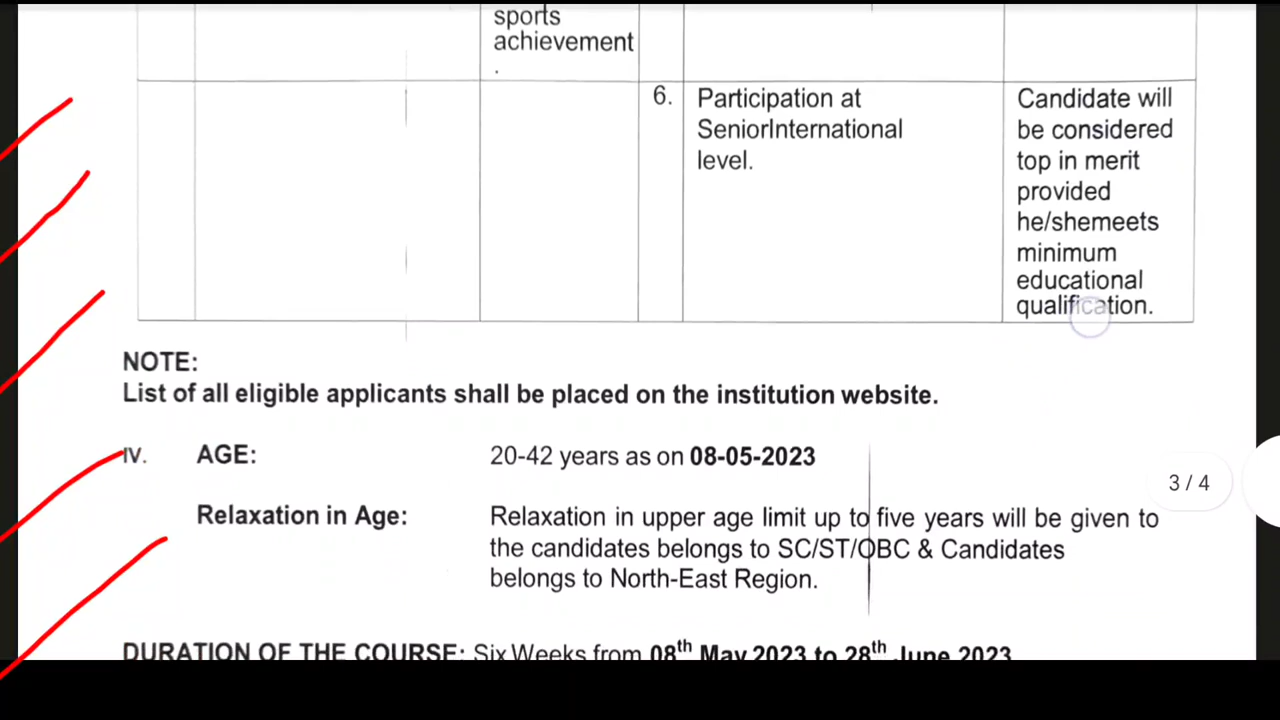 sports
achievement
.
6. Participation at Candidate will
SeniorInternational be considered
level. top in merit
provided
he/shemeets
minimum
educational
qualification.
NOTE:
List of all eligible applicants shall be placed on the institution website.
IV. AGE: 20-42 years as on 08-05-2023
3 / 4
Relaxation in Age: Relaxation in upper age limit up to five years will be given to
the candidates belongs to SC/ST/OBC & Candidates
belongs to North-East Region.
DURATION OF THE COURSE: Six Weeks from 08th May 2023 to 28th June 2023